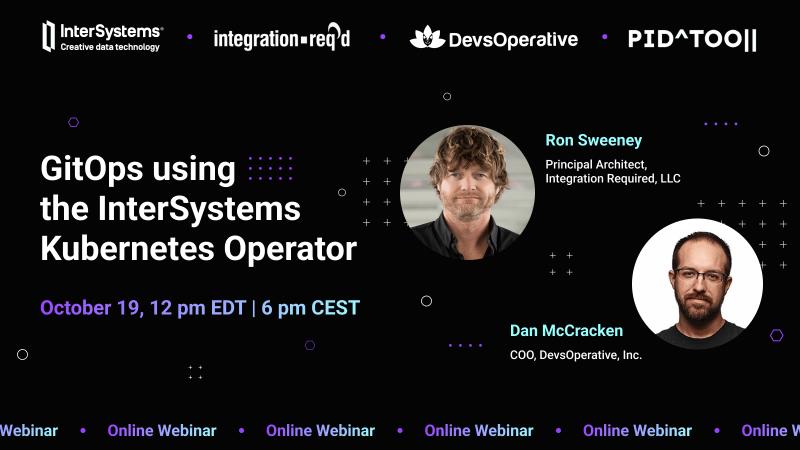 InterSystems®
Creative data technology
integration req'd
DevsOperative
PID^TOO||
GitOps using
the InterSystems
Kubernetes Operator
October 19, 12 pm EDT | 6 pm CEST
Ron Sweeney
Principal Architect,
Integration Required, LLC
Dan McCracken
COO, DevsOperative, Inc.
Webinar • Online Webinar • Online Webinar • Online Webinar • Online Webinar • Online W